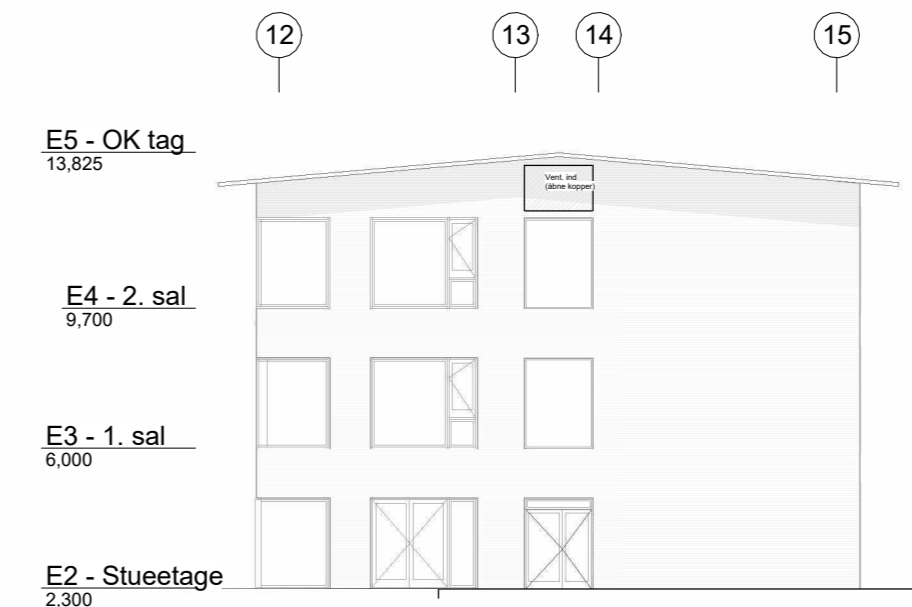 12 13 14 15
E5 - OK tag
13,825
Vent. ind
(åbne kopper)
E4 - 2. sal
9,700
E3 - 1. sal
6,000
E2 - Stueetage
2,300